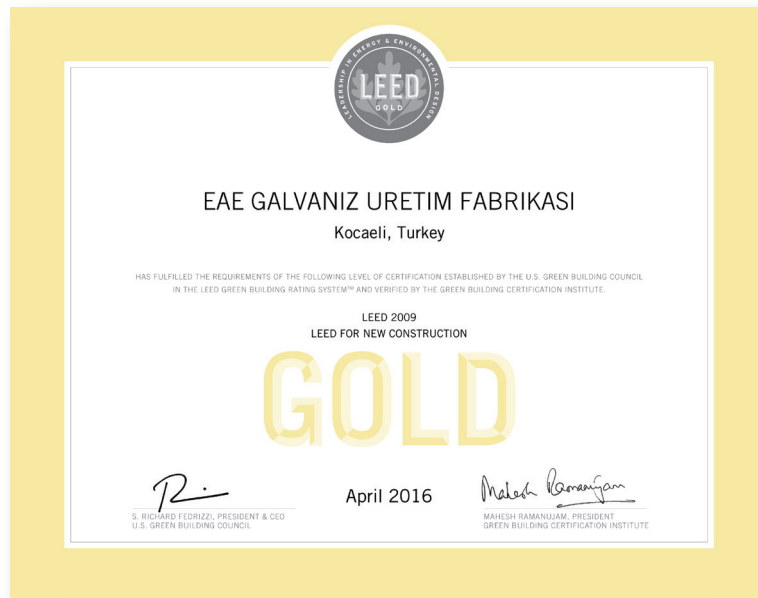 LEADERSHIP IN ENERGY & ENVIRONMENTAL DESIGN
LEED
GOLD
EAE GALVANIZ URETIM FABRIKASI
Kocaeli, Turkey
HAS FULFILLED THE REQUIREMENTS OF THE FOLLOWING LEVEL OF CERTIFICATION ESTABLISHED BY THE U.S. GREEN BUILDING COUNCIL
IN THE LEED GREEN BUILDING RATING SYSTEM™ AND VERIFIED BY THE GREEN BUILDING CERTIFICATION INSTITUTE.
LEED 2009
LEED FOR NEW CONSTRUCTION
GOLD
April 2016
Mahesh Ramanujam
S. RICHARD FEDRIZZI, PRESIDENT & CEO
U.S. GREEN BUILDING COUNCIL
MAHESH RAMANUJAM, PRESIDENT
GREEN BUILDING CERTIFICATION INSTITUTE